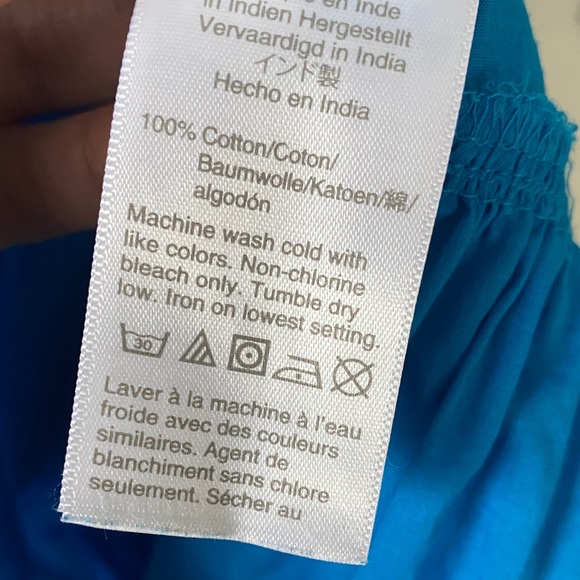 en Inde
in Indien Hergestellt
Vervaardigd in India
インド製
Hecho en India
100% Cotton/Coton/
Baumwolle/Katoen/綿/
algodón
Machine wash cold with
like colors. Non-chlorine
bleach only. Tumble dry
low. Iron on lowest setting.
30
Laver à la machine à l'eau
froide avec des couleurs
similaires. Agent de
blanchiment sans chlore
seulement. Sécher au